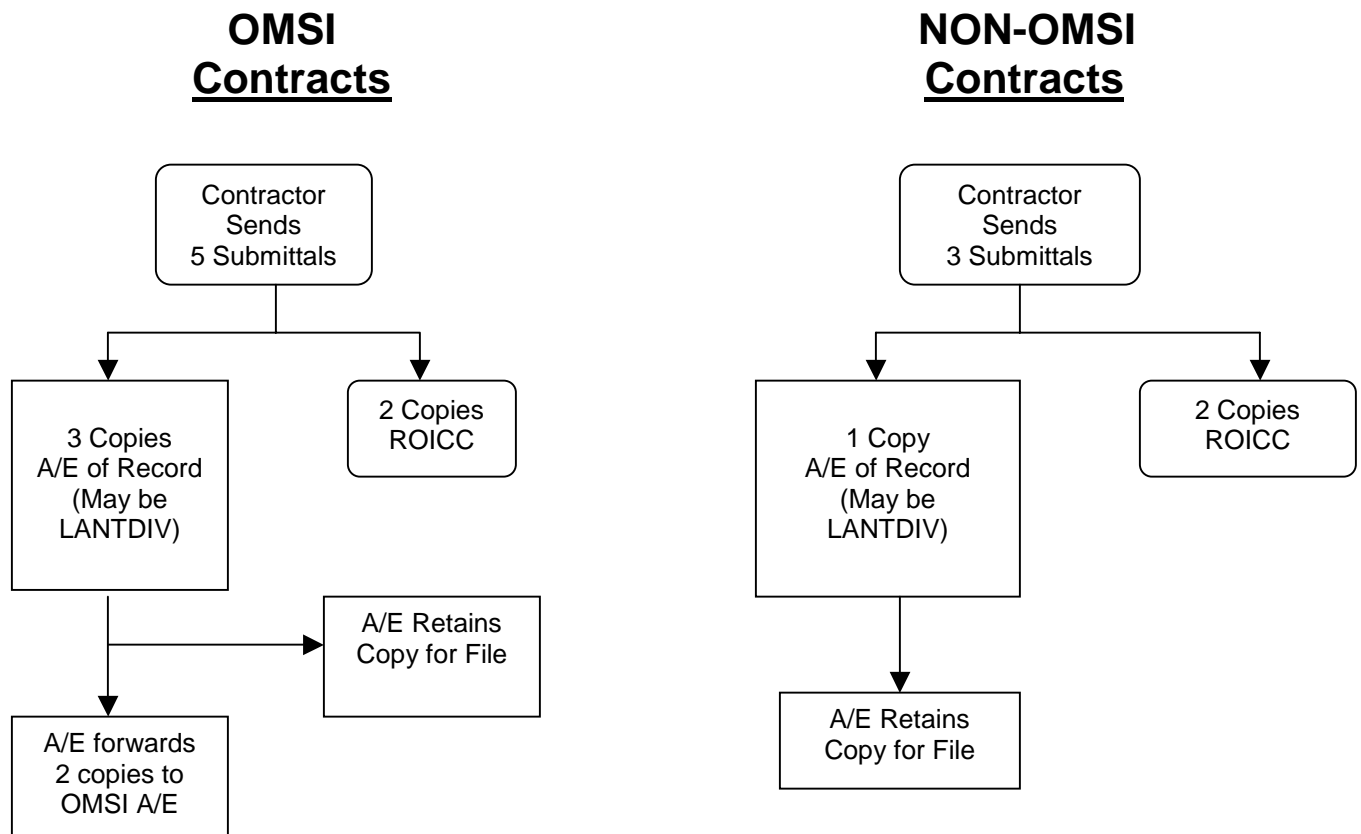 OMSI
Contracts
Contractor
Sends
5 Submittals
3 Copies
A/E of Record
(May be
LANTDIV)
2 Copies
ROICC
A/E Retains
Copy for File
A/E forwards
2 copies to
OMSI A/E
NON-OMSI
Contracts
Contractor
Sends
3 Submittals
1 Copy
A/E of Record
(May be
LANTDIV)
2 Copies
ROICC
A/E Retains
Copy for File